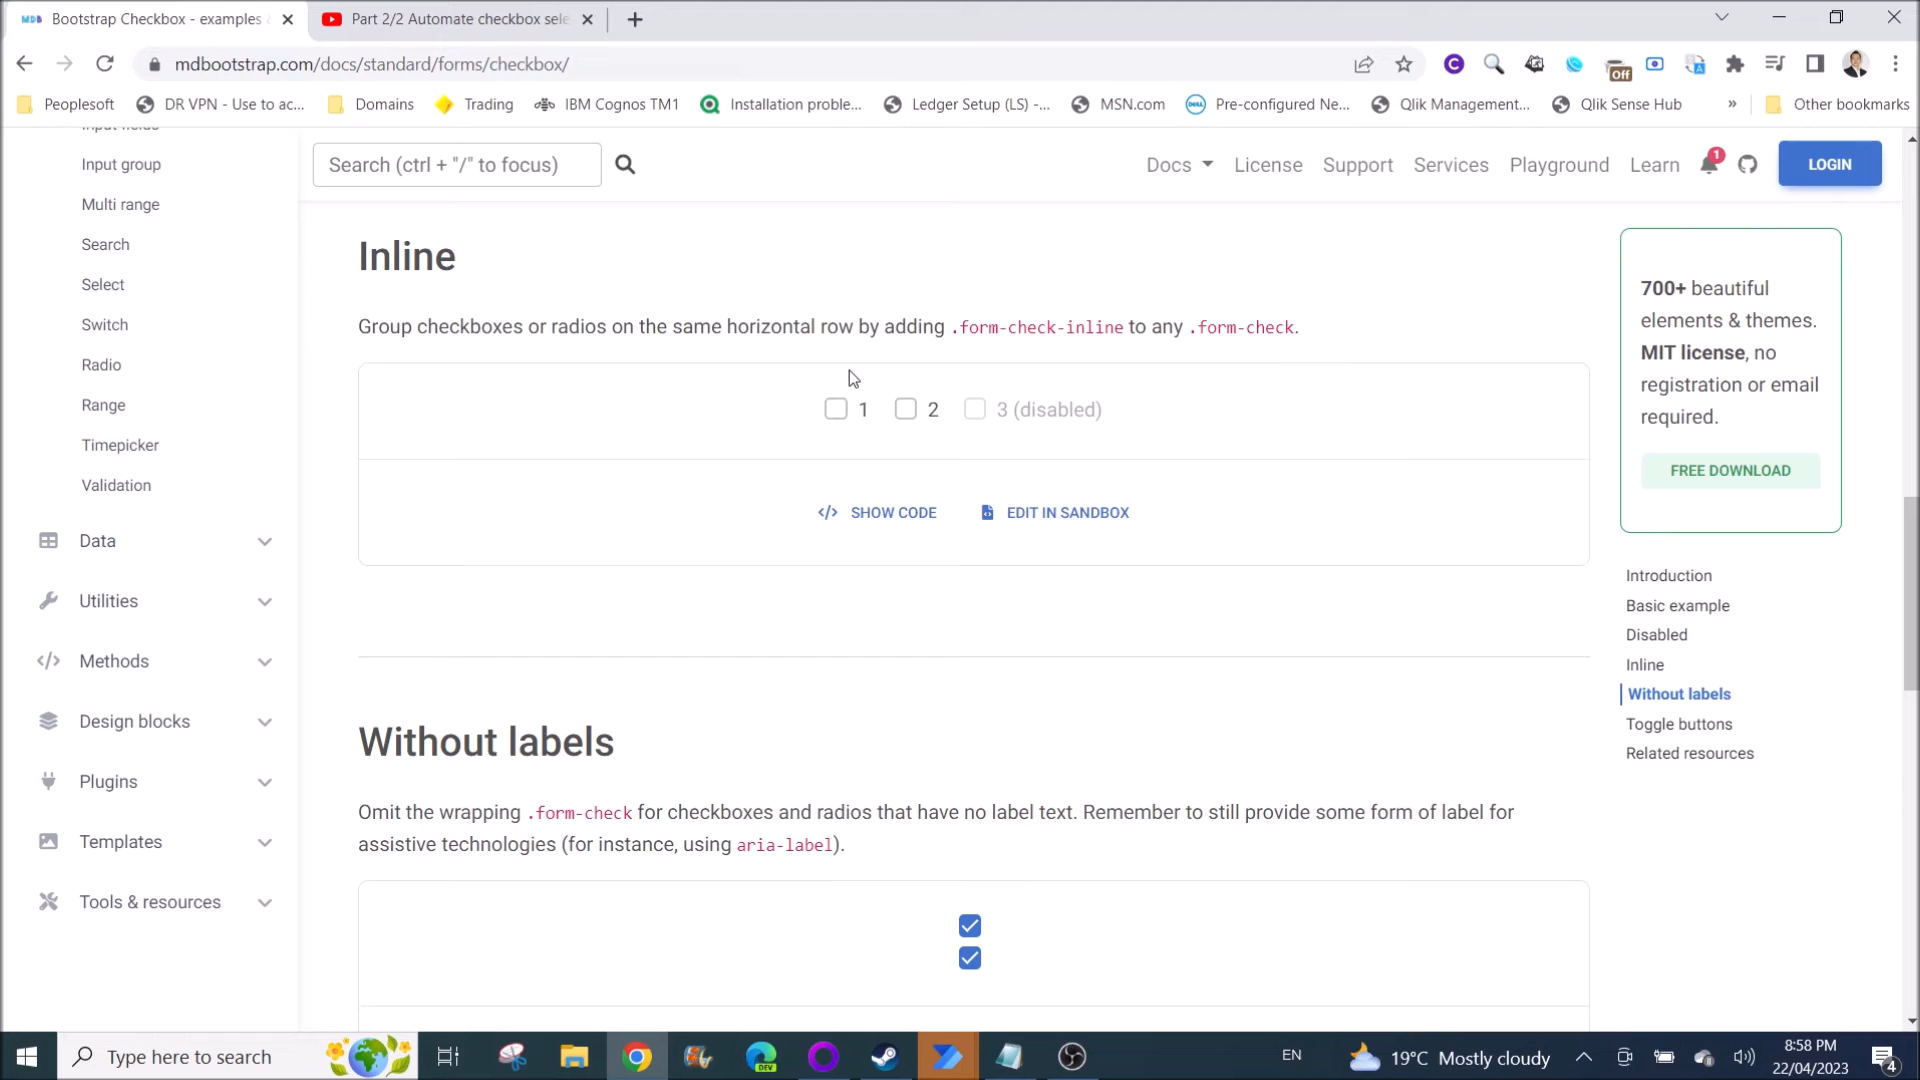 Bootstrap Checkbox - examples &
Part 2/2 Automate checkbox sele
mdbootstrap.com/docs/standard/forms/checkbox/
Off
Peoplesoft
DR VPN - Use to ac...
Domains
Trading
IBM Cognos TM1
Installation proble...
Ledger Setup (LS) -...
MSN.com
Pre-configured Ne...
Qlik Management...
Qlik Sense Hub
»
Other bookmarks
Input fields
Input group
Multi range
Search
Select
Switch
Radio
Range
Timepicker
Validation
Data
Utilities
Methods
Design blocks
Plugins
Templates
Tools & resources
Search (ctrl + "/" to focus)
Docs
License
Support
Services
Playground
Learn
1
LOGIN
Inline
Group checkboxes or radios on the same horizontal row by adding .form-check-inline to any .form-check.
1 2 3 (disabled)
</> SHOW CODE
EDIT IN SANDBOX
Without labels
Omit the wrapping .form-check for checkboxes and radios that have no label text. Remember to still provide some form of label for
assistive technologies (for instance, using aria-label).
700+ beautiful
elements & themes.
MIT license, no
registration or email
required.
FREE DOWNLOAD
Introduction
Basic example
Disabled
Inline
Without labels
Toggle buttons
Related resources
Type here to search
DEV
EN
19°C Mostly cloudy
8:58 PM
22/04/2023
4